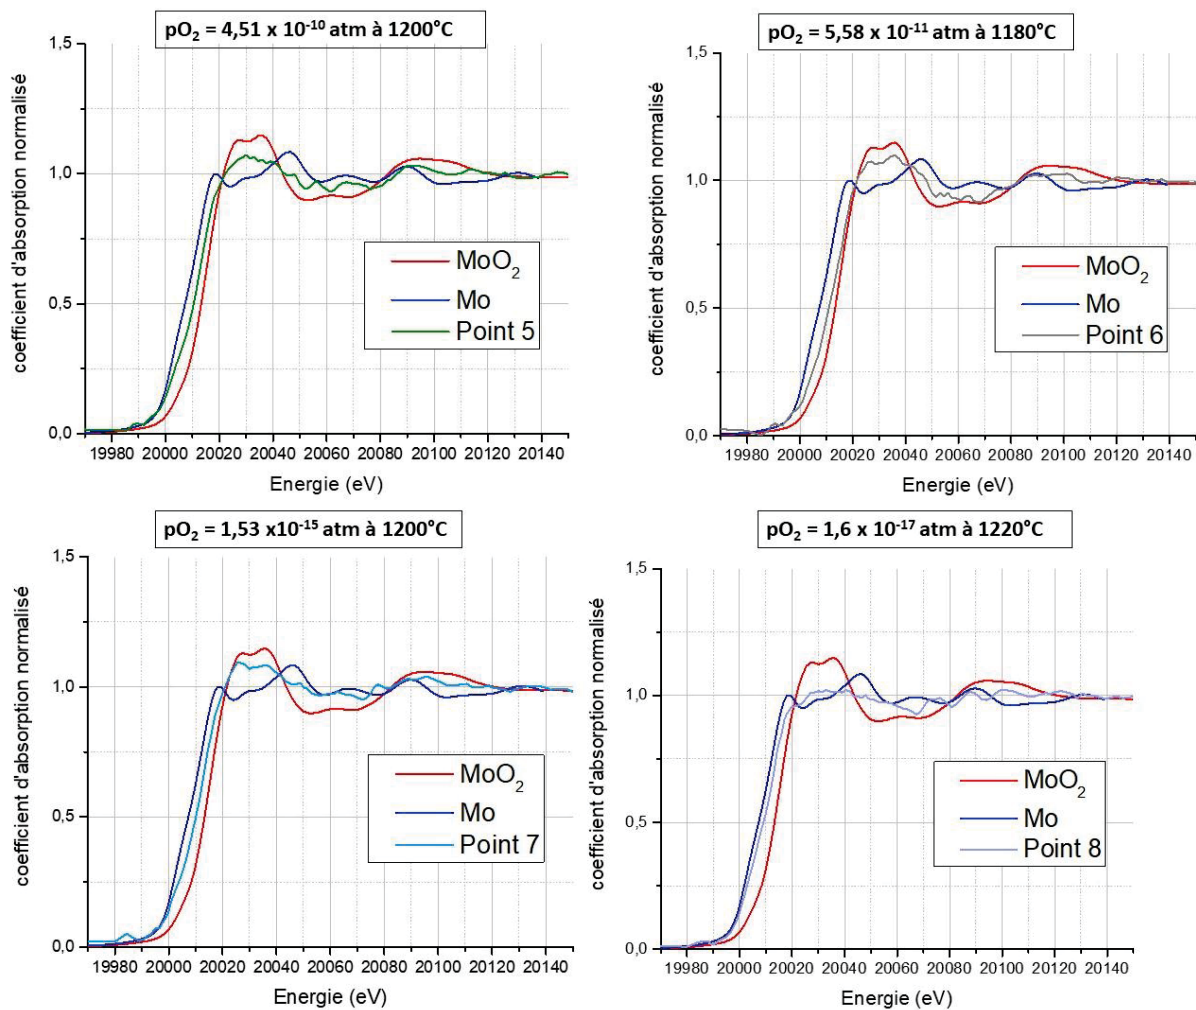 pO₂ = 4,51 x 10⁻¹⁰ atm à 1200°C
1,5
1,0
0,5
0,0
coefficient d'absorption normalisé
MoO₂
Mo
Point 5
19980 20000 20020 20040 20060 20080 20100 20120 20140
Energie (eV)
pO₂ = 5,58 x 10⁻¹¹ atm à 1180°C
1,5
1,0
0,5
0,0
coefficient d'absorption normalisé
MoO₂
Mo
Point 6
19980 20000 20020 20040 20060 20080 20100 20120 20140
Energie (eV)
pO₂ = 1,53 x10⁻¹⁵ atm à 1200°C
1,5
1,0
0,5
0,0
coefficient d'absorption normalisé
MoO₂
Mo
Point 7
19980 20000 20020 20040 20060 20080 20100 20120 20140
Energie (eV)
pO₂ = 1,6 x 10⁻¹⁷ atm à 1220°C
1,5
1,0
0,5
0,0
coefficient d'absorption normalisé
MoO₂
Mo
Point 8
19980 20000 20020 20040 20060 20080 20100 20120 20140
Energie (eV)